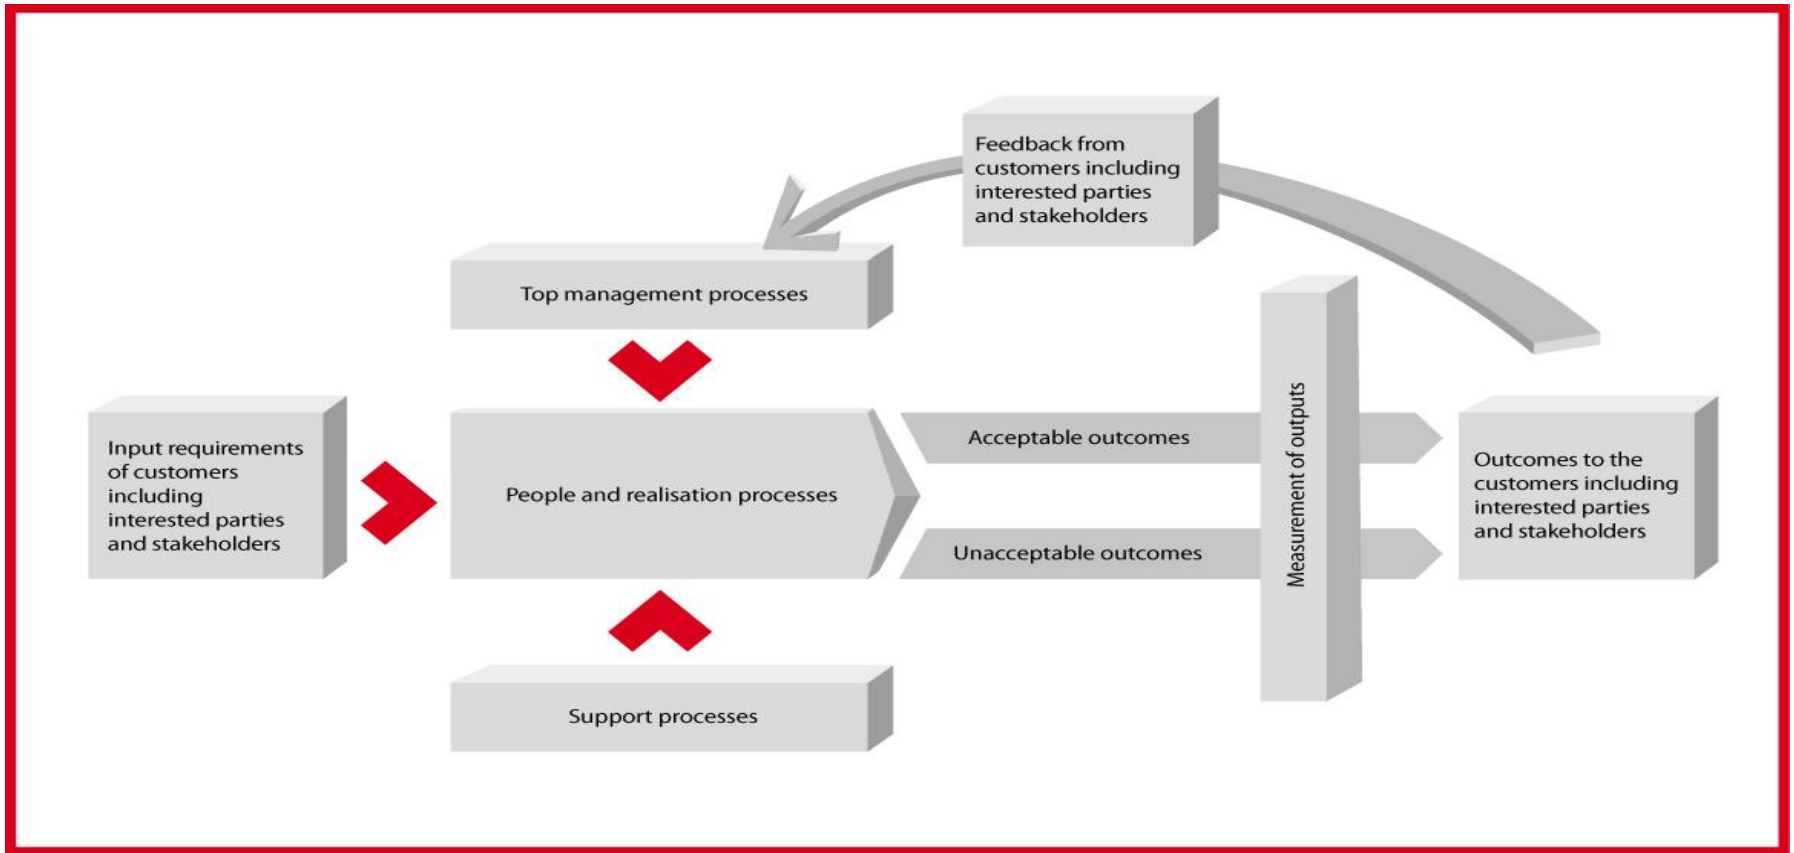 Feedback from
customers including
interested parties
and stakeholders
Top management processes
Input requirements
of customers
including
interested parties
and stakeholders
People and realisation processes
Acceptable outcomes
Unacceptable outcomes
Measurement of outputs
Outcomes to the
customers including
interested parties
and stakeholders
Support processes